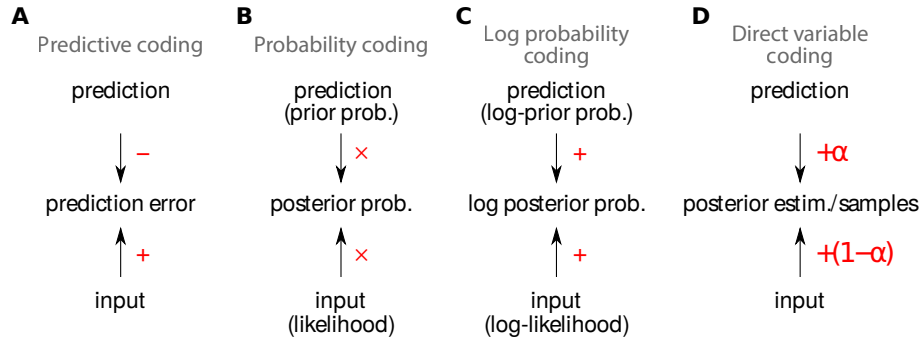 A
Predictive coding
prediction
−
prediction error
+
input
B
Probability coding
prediction
(prior prob.)
×
posterior prob.
×
input
(likelihood)
C
Log probability
coding
prediction
(log-prior prob.)
+
log posterior prob.
+
input
(log-likelihood)
D
Direct variable
coding
prediction
+α
posterior estim./samples
+(1−α)
input